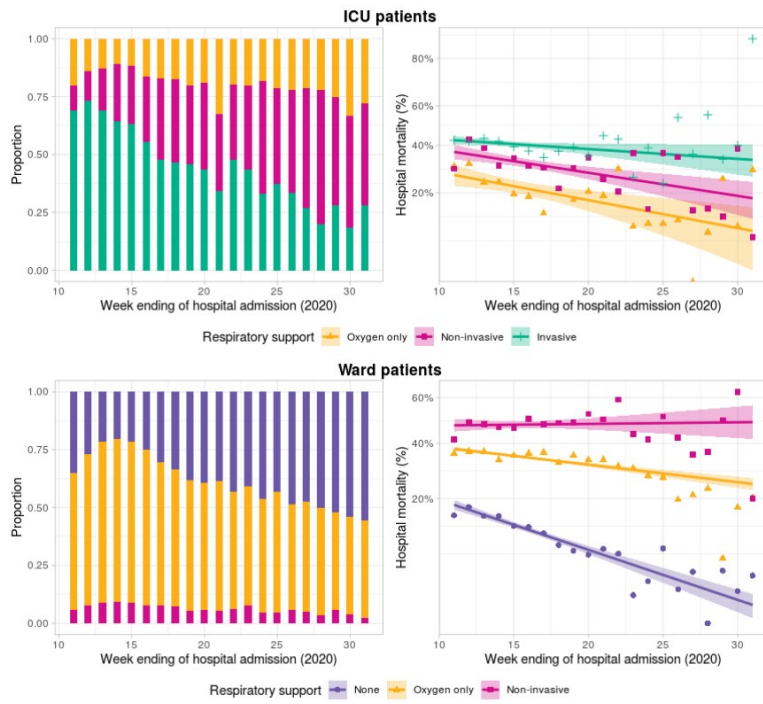 ICU patients
1.00
0.75
0.50
0.25
0.00
Proportion
10 15 20 25 30
Week ending of hospital admission (2020)
80%
60%
40%
20%
Hospital mortality (%)
10 15 20 25 30
Week ending of hospital admission (2020)
Respiratory support Oxygen only Non-invasive Invasive
Ward patients
1.00
0.75
0.50
0.25
0.00
Proportion
10 15 20 25 30
Week ending of hospital admission (2020)
60%
40%
20%
Hospital mortality (%)
10 15 20 25 30
Week ending of hospital admission (2020)
Respiratory support None Oxygen only Non-invasive